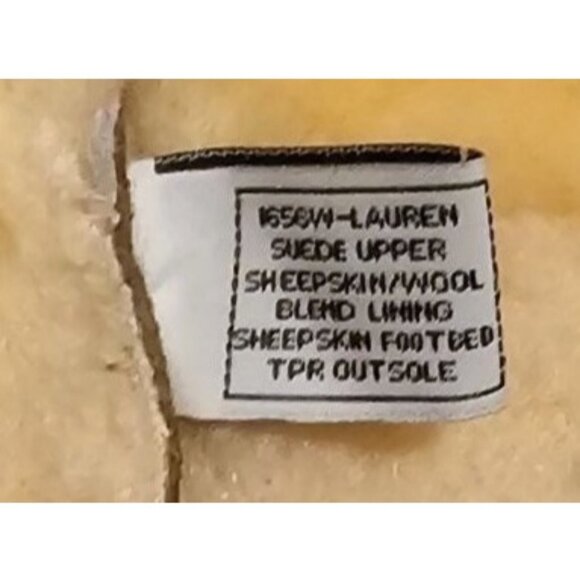 1656W-LAUREN
SUEDE UPPER
SHEEPSKIN/WOOL
BLEND LINING
SHEEPSKIN FOOTBED
TPR OUTSOLE